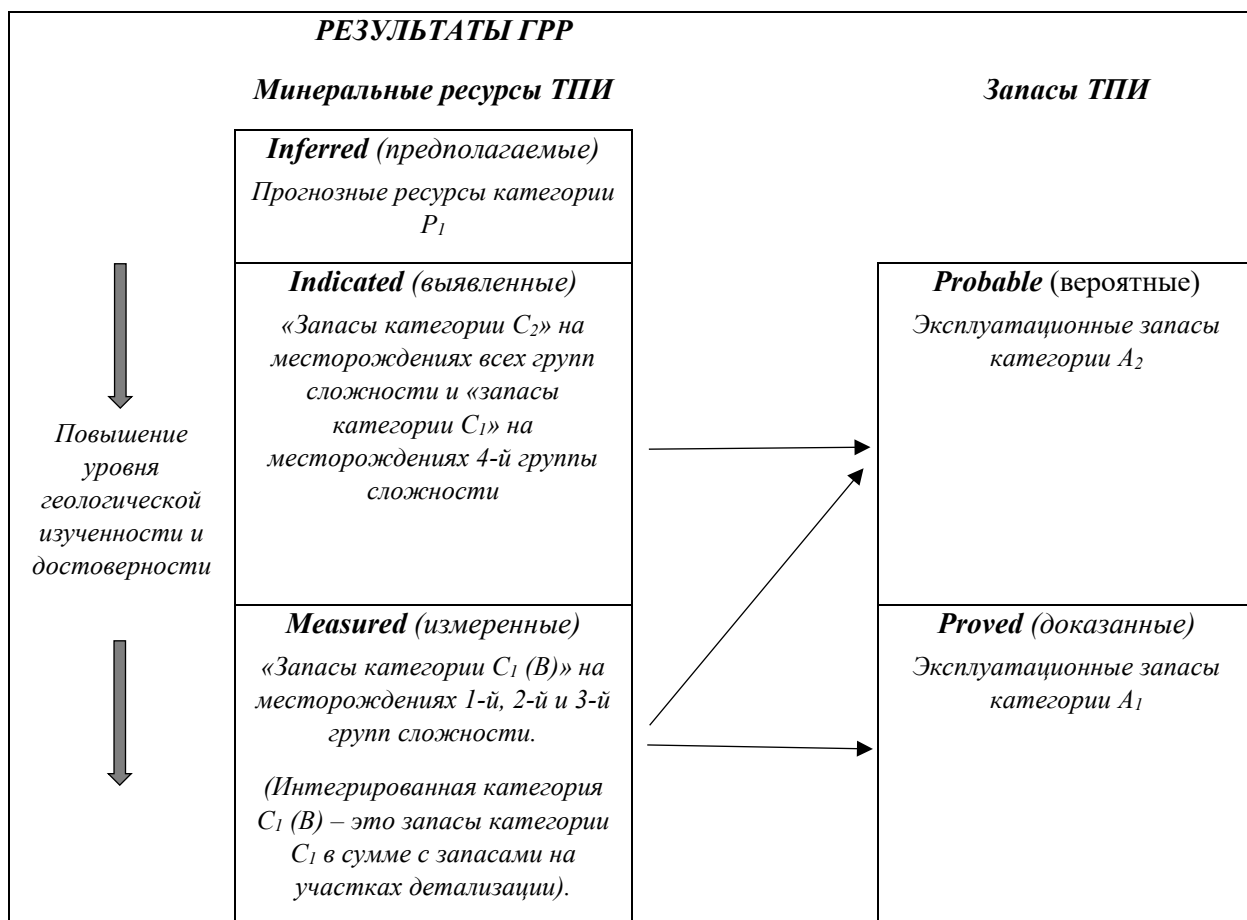 РЕЗУЛЬТАТЫ ГРР
Минеральные ресурсы ТПИ
Запасы ТПИ
Inferred (предполагаемые)
Прогнозные ресурсы категории
P1
Indicated (выявленные)
«Запасы категории C2» на
месторождениях всех групп
сложности и «запасы
категории C1» на
месторождениях 4-й группы
сложности
Probable (вероятные)
Эксплуатационные запасы
категории A2
Повышение
уровня
геологической
изученности и
достоверности
Measured (измеренные)
«Запасы категории C1 (B)» на
месторождениях 1-й, 2-й и 3-й
групп сложности.
(Интегрированная категория
C1 (B) – это запасы категории
C1 в сумме с запасами на
участках детализации).
Proved (доказанные)
Эксплуатационные запасы
категории A1